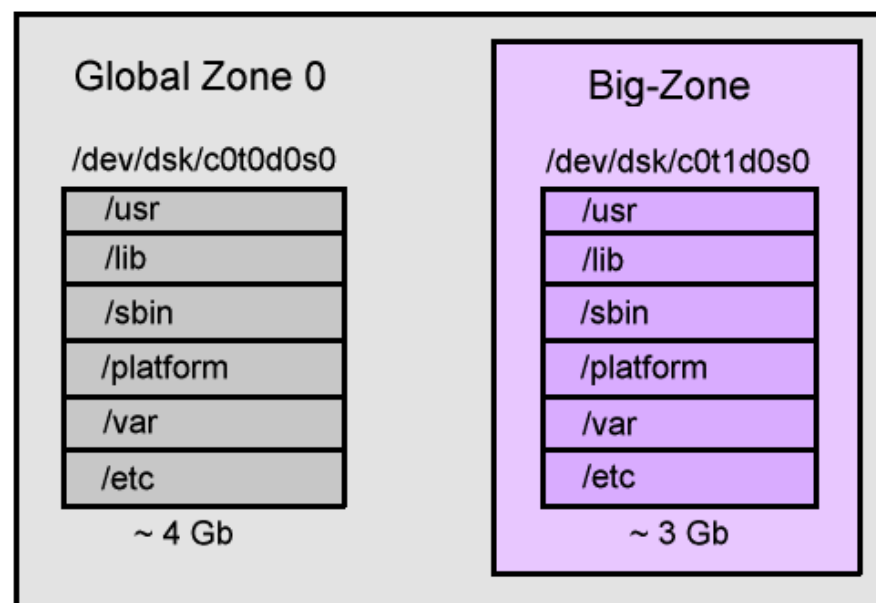 Global Zone 0
/dev/dsk/c0t0d0s0
/usr
/lib
/sbin
/platform
/var
/etc
~ 4 Gb
Big-Zone
/dev/dsk/c0t1d0s0
/usr
/lib
/sbin
/platform
/var
/etc
~ 3 Gb